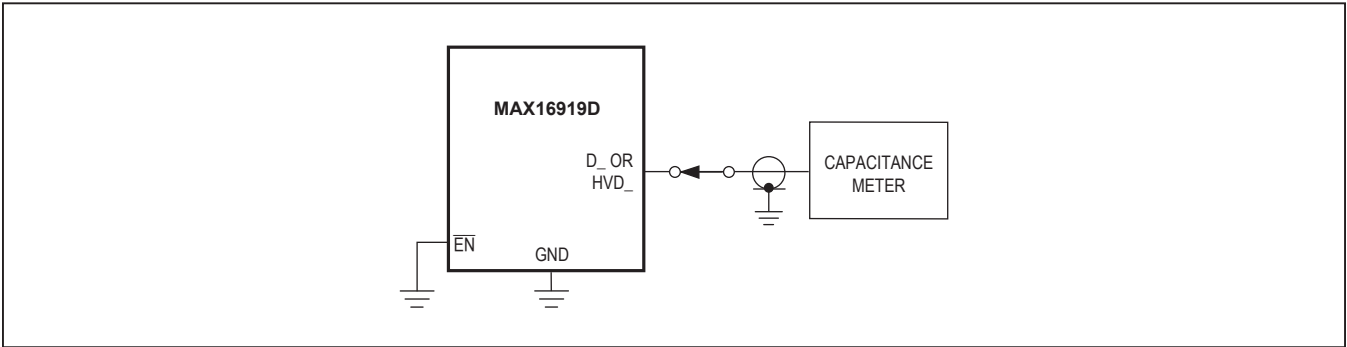 MAX16919D
D_ OR
HVD_
CAPACITANCE
METER
EN
GND